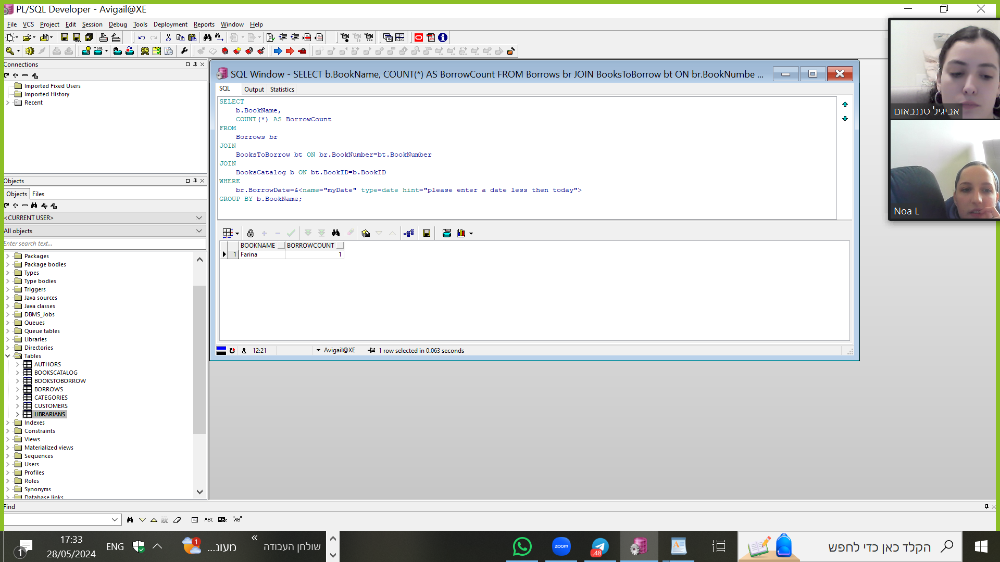 PL/SQL Developer - Avigail@XE
File VCS Project Edit Session Debug Tools Deployment Reports Window Help
Connections
Imported Fixed Users
Imported History
Recent
Objects
Objects Files
<CURRENT USER>
All objects
Enter search text...
Packages
Package bodies
Types
Type bodies
Triggers
Java sources
Java classes
DBMS_Jobs
Queues
Queue tables
Libraries
Directories
Tables
AUTHORS
BOOKSCATALOG
BOOKSTOBORROW
BORROWS
CATEGORIES
CUSTOMERS
LIBRARIANS
Indexes
Constraints
Views
Materialized views
Sequences
Users
Profiles
Roles
Synonyms
Database links
SQL Window - SELECT b.BookName, COUNT(*) AS BorrowCount FROM Borrows br JOIN BooksToBorrow bt ON br.BookNumbe ...
SQL Output Statistics
SELECT
b.BookName,
COUNT(*) AS BorrowCount
FROM
Borrows br
JOIN
BooksToBorrow bt ON br.BookNumber=bt.BookNumber
JOIN
BooksCatalog b ON bt.BookID=b.BookID
WHERE
br.BorrowDate=&<name="myDate" type=date hint="please enter a date less then today">
GROUP BY b.BookName;
BOOKNAME BORROWCOUNT
1 Farina 1
& 12:21 Avigail@XE 1 row selected in 0.063 seconds
אביגיל טננבאום
Noa L
Find
ABC "AB"
1
17:33
28/05/2024
ENG
1
מעונ...
«
שולחן העבודה
zoom
..48
הקלד כאן כדי לחפש